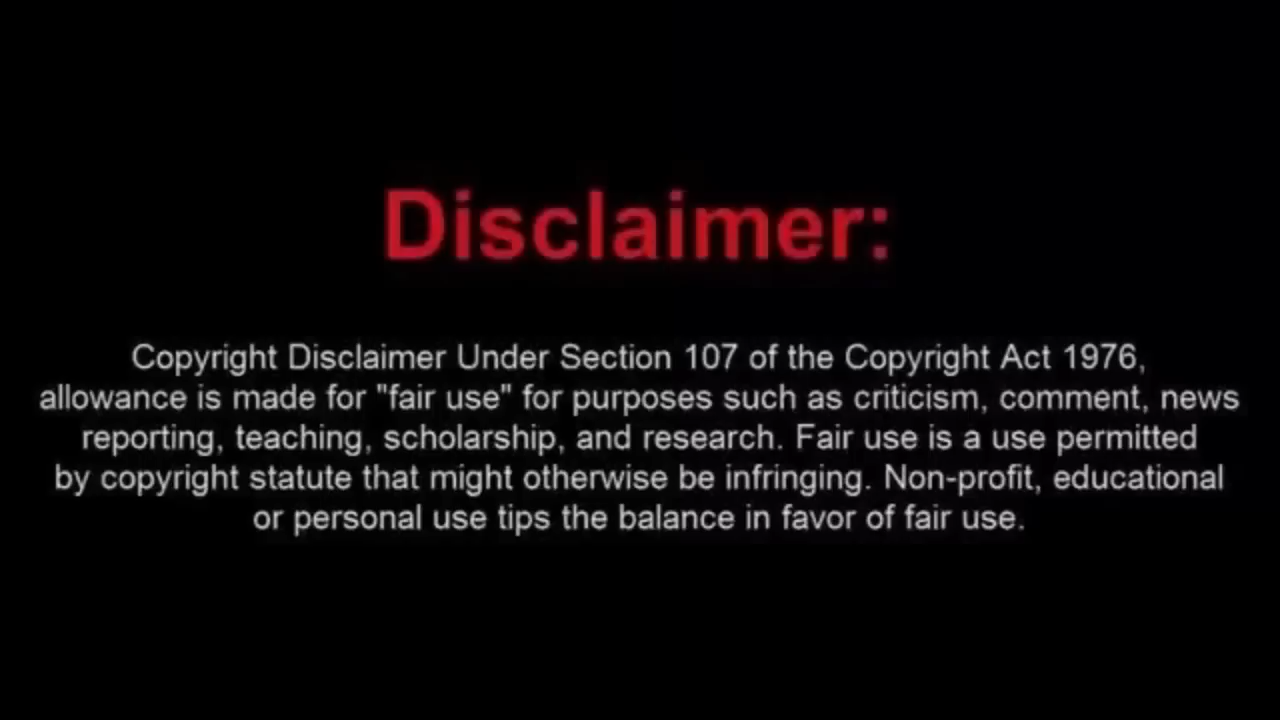 Disclaimer:
Copyright Disclaimer Under Section 107 of the Copyright Act 1976,
allowance is made for "fair use" for purposes such as criticism, comment, news
reporting, teaching, scholarship, and research. Fair use is a use permitted
by copyright statute that might otherwise be infringing. Non-profit, educational
or personal use tips the balance in favor of fair use.